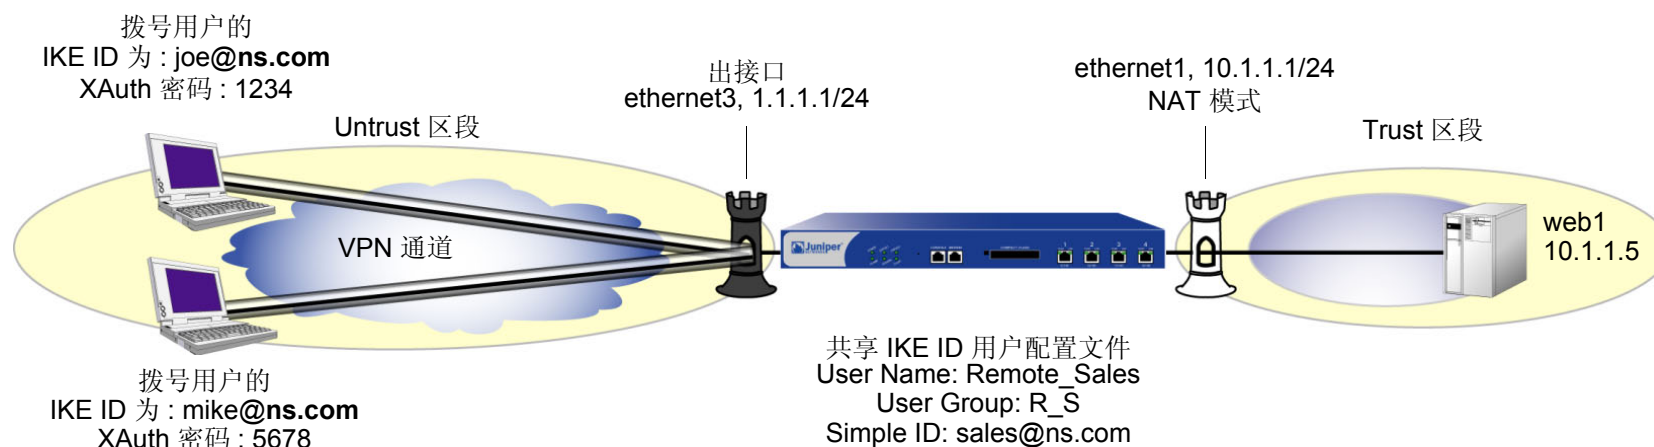 拨号用户的
IKE ID 为 : joe@ns.com
XAuth 密码 : 1234
Untrust 区段
出接口
ethernet3, 1.1.1.1/24
ethernet1, 10.1.1.1/24
NAT 模式
Trust 区段
VPN 通道
Juniper
1 2 3 4
web1
10.1.1.5
拨号用户的
IKE ID 为 : mike@ns.com
XAuth 密码 : 5678
共享 IKE ID 用户配置文件
User Name: Remote_Sales
User Group: R_S
Simple ID: sales@ns.com